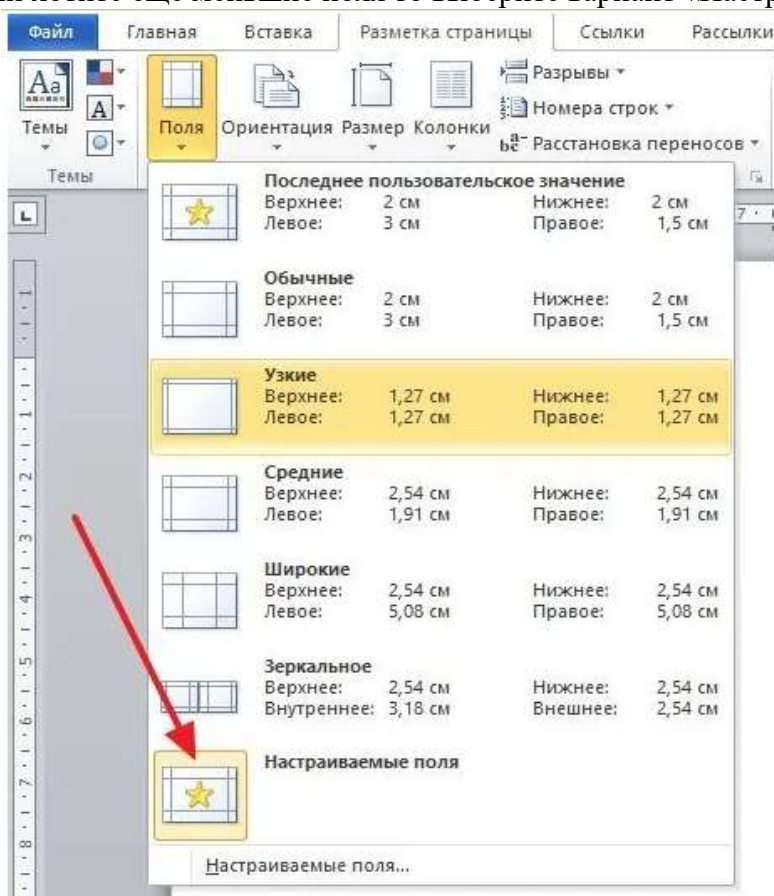 Файл Главная Вставка Разметка страницы Ссылки Рассылки
Aa Разрывы
A Номера строк
Темы Поля Ориентация Размер Колонки Расстановка переносов
Темы
Последнее пользовательское значение
Верхнее: 2 см Нижнее: 2 см
Левое: 3 см Правое: 1,5 см
Обычные
Верхнее: 2 см Нижнее: 2 см
Левое: 3 см Правое: 1,5 см
Узкие
Верхнее: 1,27 см Нижнее: 1,27 см
Левое: 1,27 см Правое: 1,27 см
Средние
Верхнее: 2,54 см Нижнее: 2,54 см
Левое: 1,91 см Правое: 1,91 см
Широкие
Верхнее: 2,54 см Нижнее: 2,54 см
Левое: 5,08 см Правое: 5,08 см
Зеркальное
Верхнее: 2,54 см Нижнее: 2,54 см
Внутреннее: 3,18 см Внешнее: 2,54 см
Настраиваемые поля
Настраиваемые поля...